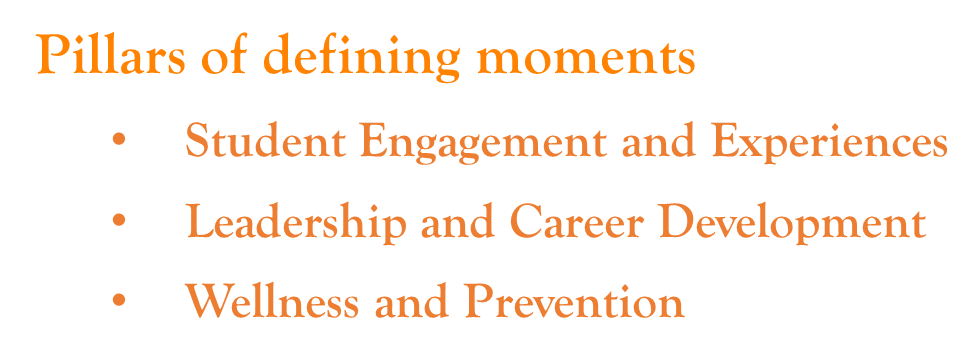 Pillars of defining moments
• Student Engagement and Experiences
• Leadership and Career Development
• Wellness and Prevention